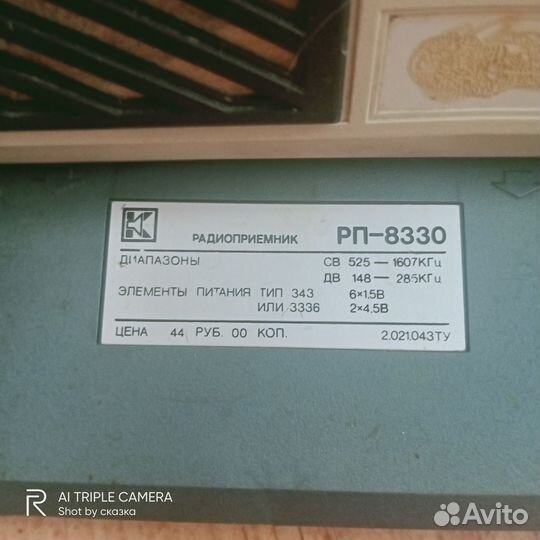 РАДИОПРИЕМНИК РП-8330
ДИАПАЗОНЫ СВ 525 — 1607КГц
ДВ 148 — 285КГц
ЭЛЕМЕНТЫ ПИТАНИЯ ТИП 343 6×1.5В
ИЛИ 3336 2×4.5В
ЦЕНА 44 РУБ. 00 КОП. 2.021.043ТУ
AI TRIPLE CAMERA
Shot by сказка
Avito